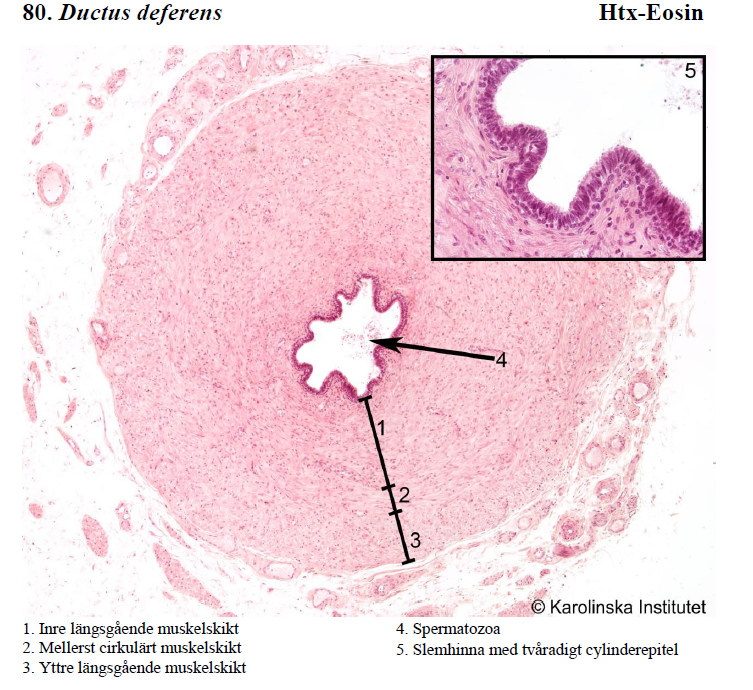 80. Ductus deferens Htx-Eosin
5
4
1
2
3
© Karolinska Institutet
1. Inre längsgående muskelskikt
2. Mellerst cirkulärt muskelskikt
3. Yttre längsgående muskelskikt
4. Spermatozoa
5. Slemhinna med tvåradigt cylinderepitel